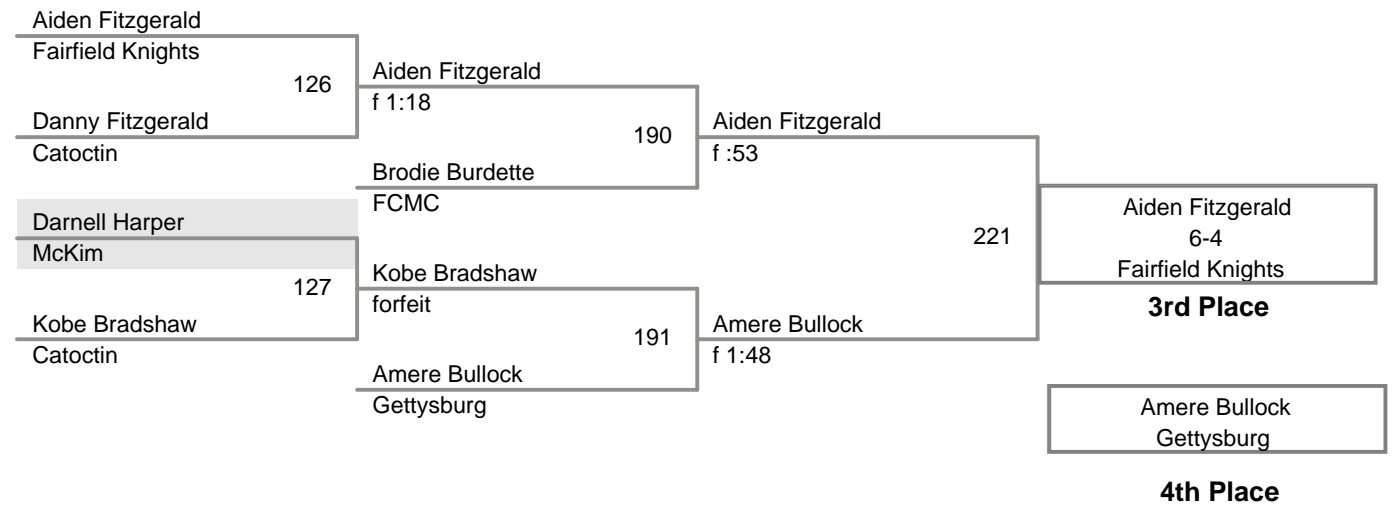 Aiden Fitzgerald
Fairfield Knights
126
Aiden Fitzgerald
f 1:18
Danny Fitzgerald
Catoctin
190
Aiden Fitzgerald
f :53
Brodie Burdette
FCMC
Darnell Harper
McKim
221
Aiden Fitzgerald
6-4
Fairfield Knights
3rd Place
127
Kobe Bradshaw
forfeit
Kobe Bradshaw
Catoctin
191
Amere Bullock
f 1:48
Amere Bullock
Gettysburg
Amere Bullock
Gettysburg
4th Place